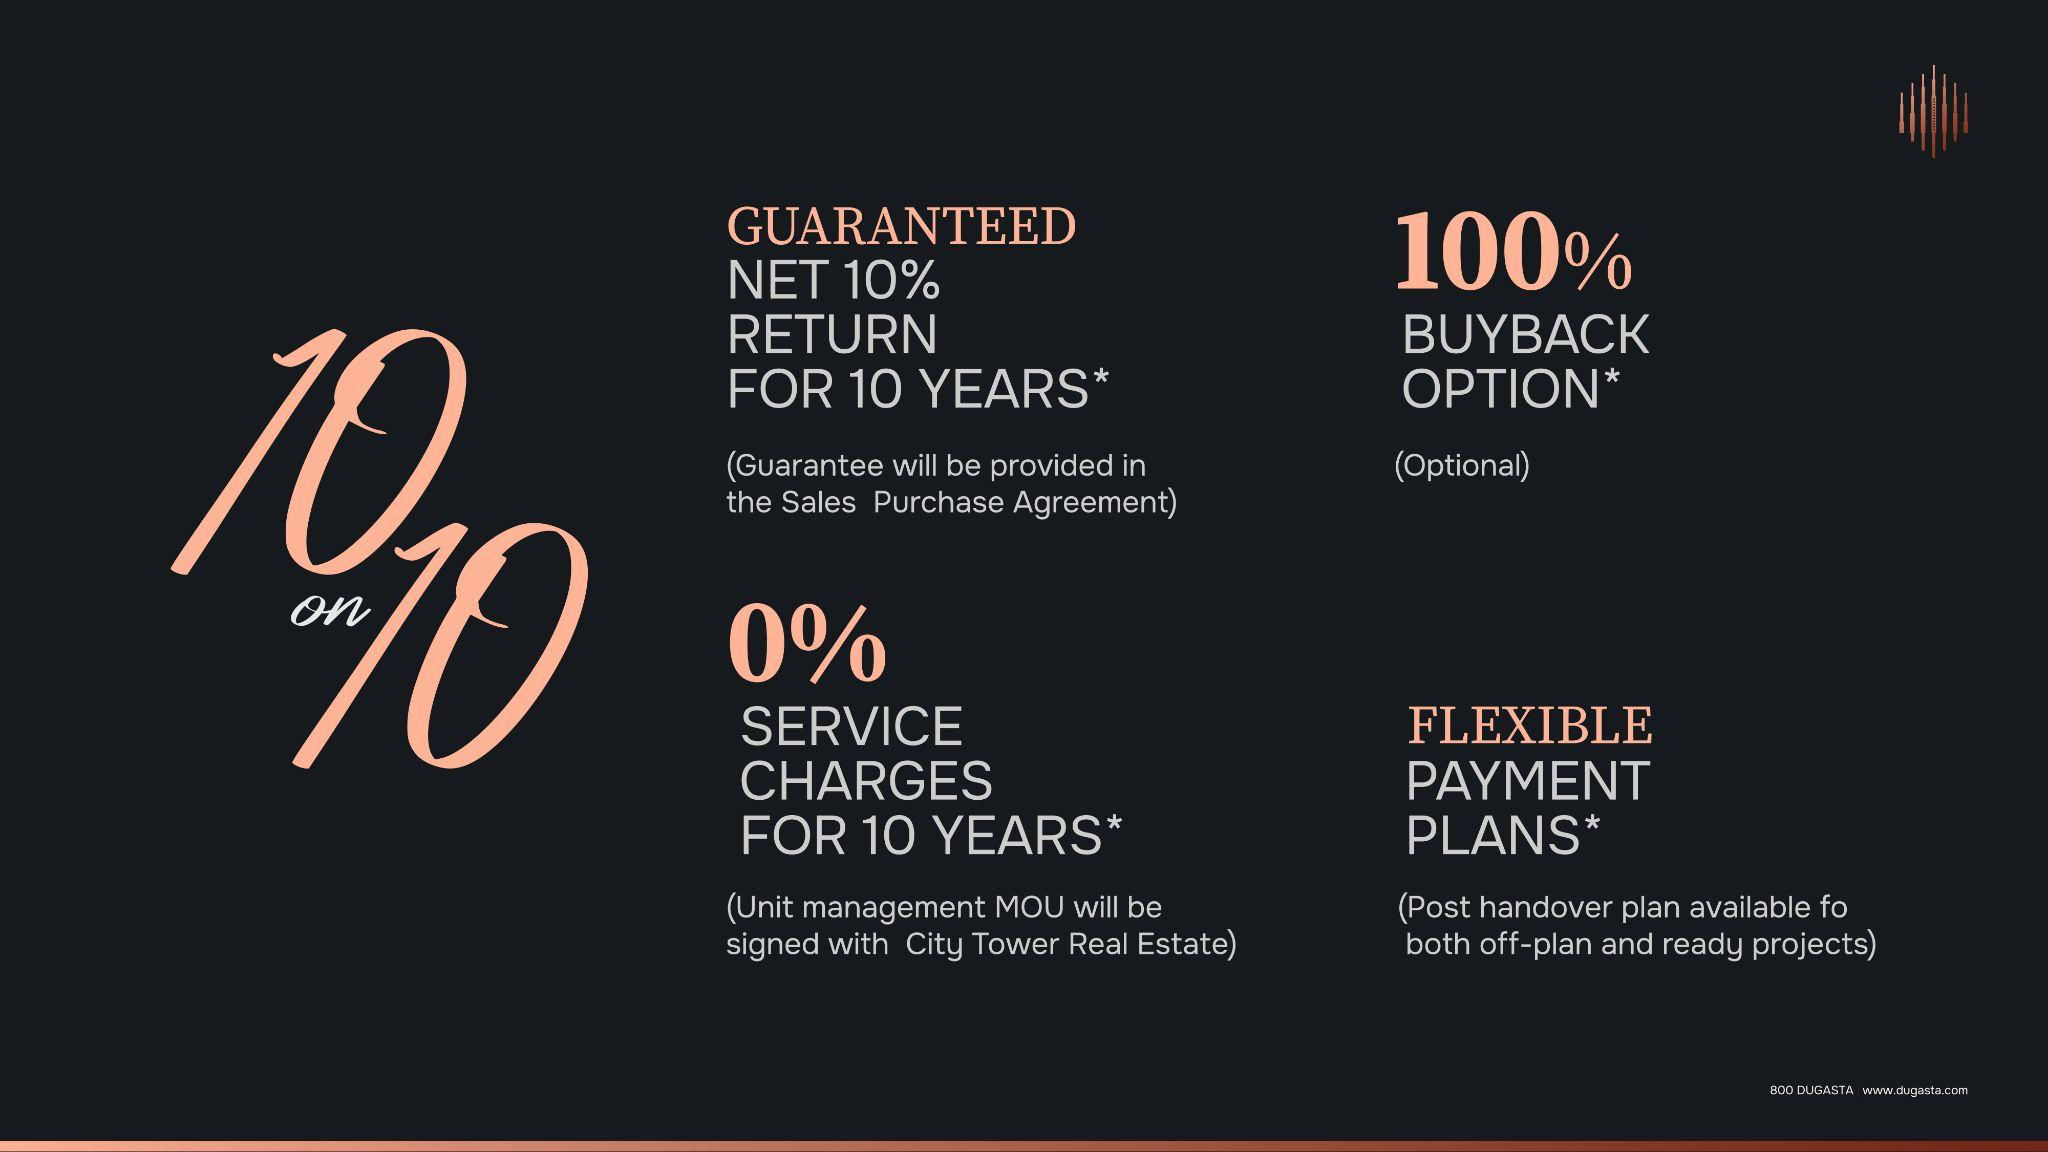 10
on
10
GUARANTEED
NET 10%
RETURN
FOR 10 YEARS*
(Guarantee will be provided in
the Sales  Purchase Agreement)
100%
BUYBACK
OPTION*
(Optional)
0%
SERVICE
CHARGES
FOR 10 YEARS*
(Unit management MOU will be
signed with  City Tower Real Estate)
FLEXIBLE
PAYMENT
PLANS*
(Post handover plan available fo
both off-plan and ready projects)
800 DUGASTA | www.dugasta.com